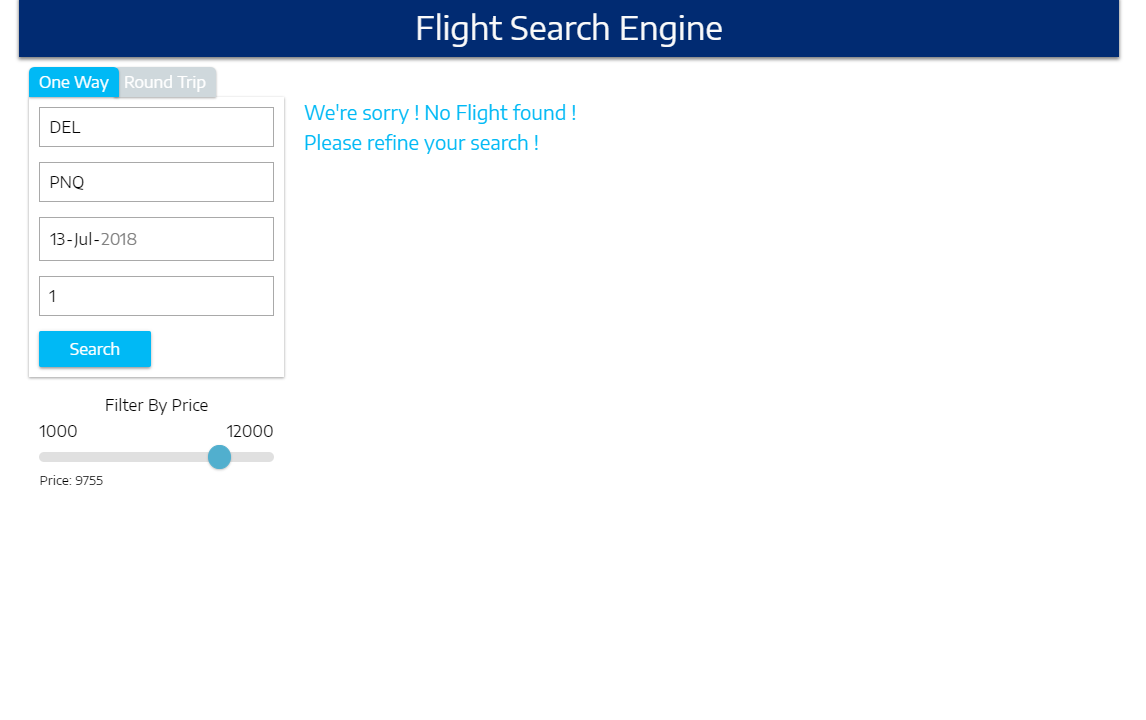 Flight Search Engine
One Way Round Trip
DEL
PNQ
13-Jul-2018
1
Search
We're sorry ! No Flight found !
Please refine your search !
Filter By Price
1000 12000
Price: 9755